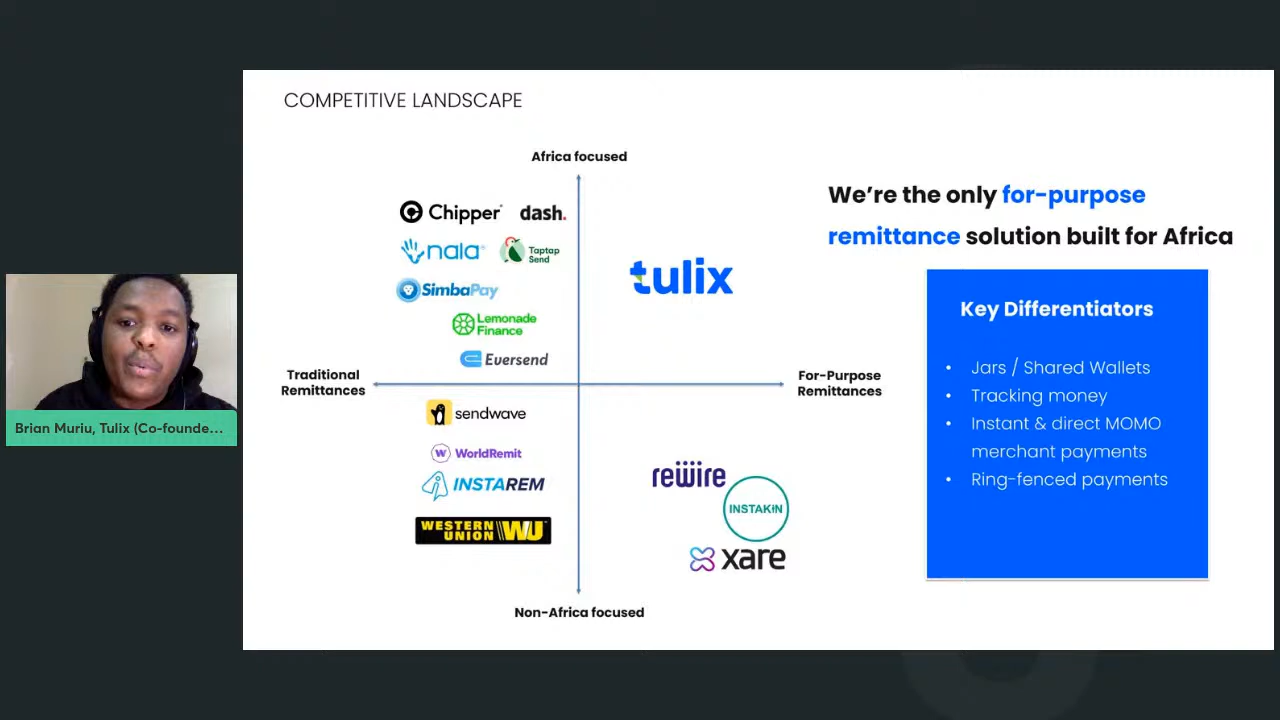 COMPETITIVE LANDSCAPE
Africa focused
Chipper
dash.
nala
Taptap
Send
SimbaPay
Lemonade
Finance
Eversend
tulix
Traditional
Remittances
For-Purpose
Remittances
sendwave
W WorldRemit
INSTAREM
WESTERN
UNION WU
rewire
INSTAKIN
xare
Non-Africa focused
We're the only for-purpose
remittance solution built for Africa
Key Differentiators
• Jars / Shared Wallets
• Tracking money
• Instant & direct MOMO
merchant payments
• Ring-fenced payments
Brian Muriu, Tulix (Co-founde...